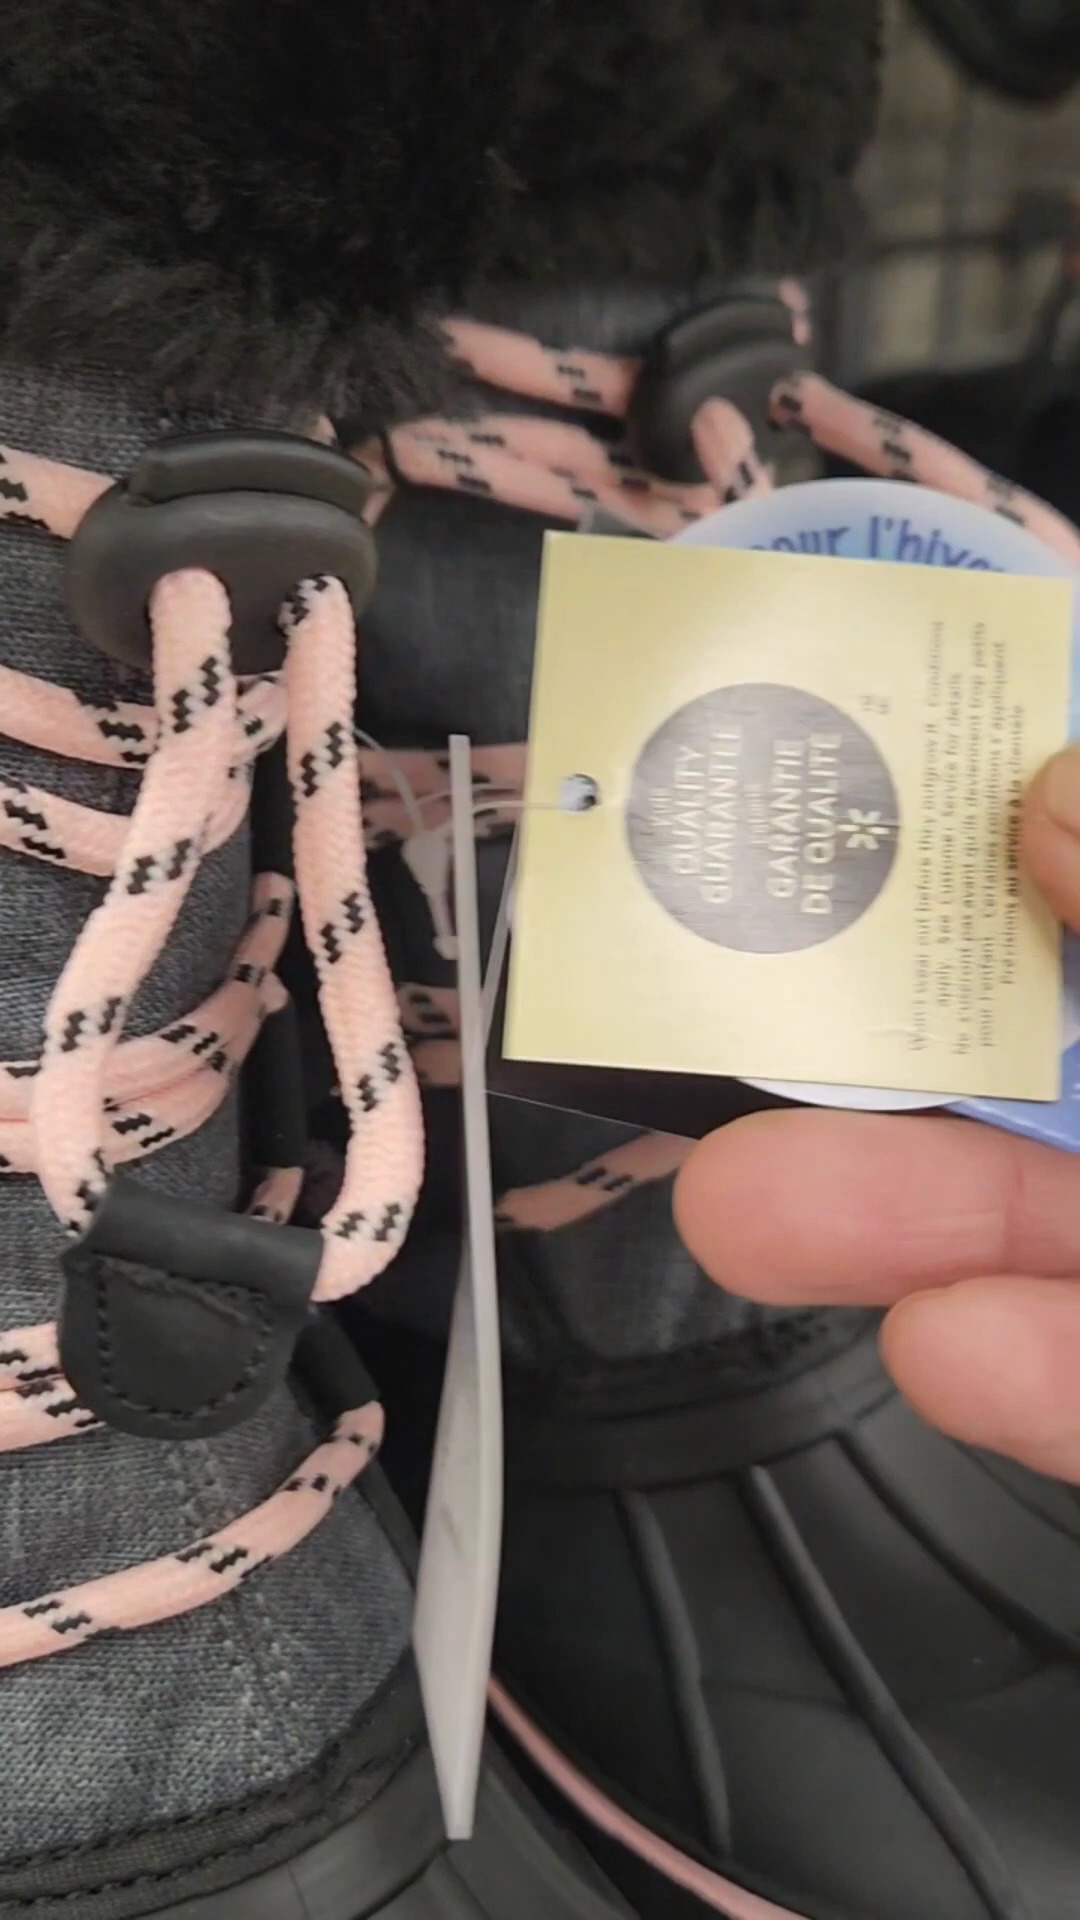 pour l'hiver
QUALITY
GUARANTEE
GARANTIE
DE QUALITÉ
Won't wear out before they outgrow it. Conditions
apply. See Customer Service for details.
Ne s'useront pas avant qu'ils deviennent trop petits
pour l'enfant. Certaines conditions s'appliquent.
Précisions au service à la clientèle.